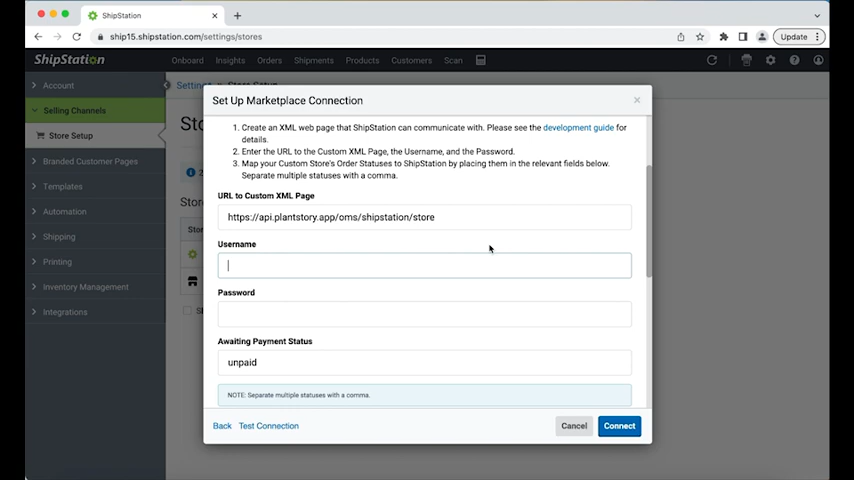 ShipStation
Update
ship15.shipstation.com/settings/stores
ShipStation
Onboard
Insights
Orders
Shipments
Products
Customers
Scan
Account
Selling Channels
Store Setup
Branded Customer Pages
Templates
Automation
Shipping
Printing
Inventory Management
Integrations
Settings
Store Setup
Set Up Marketplace Connection
1. Create an XML web page that ShipStation can communicate with. Please see the development guide for
details.
2. Enter the URL to the Custom XML Page, the Username, and the Password.
3. Map your Custom Store's Order Statuses to ShipStation by placing them in the relevant fields below.
Separate multiple statuses with a comma.
URL to Custom XML Page
https://api.plantstory.app/oms/shipstation/store
Username
Password
Awaiting Payment Status
unpaid
NOTE: Separate multiple statuses with a comma.
Back
Test Connection
Cancel
Connect